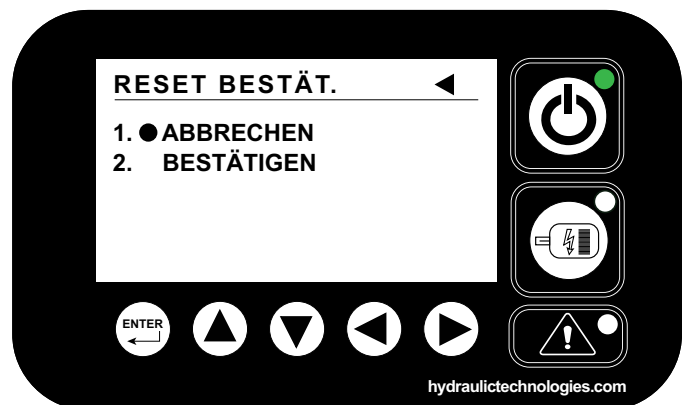 RESET BESTÄT.
1. ABBRECHEN
2. BESTÄTIGEN
ENTER
hydraulictechnologies.com